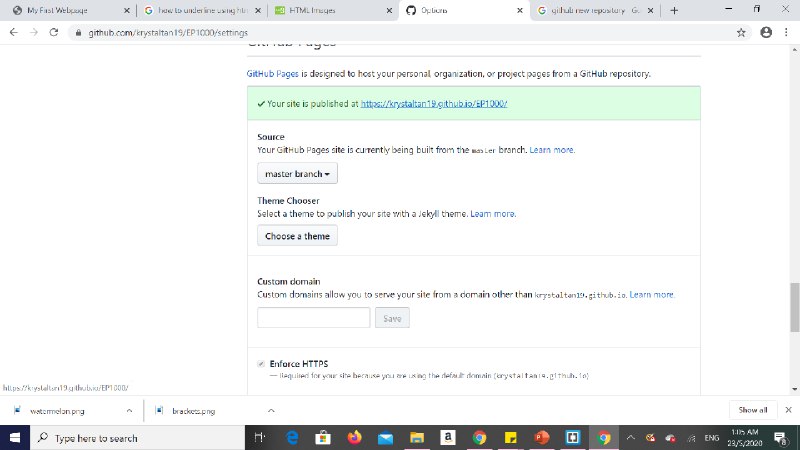 My First Webpage
how to underline using htm
HTML Images
Options
github new repository - Go
github.com/krystaltan19/EP1000/settings
GitHub Pages
GitHub Pages is designed to host your personal, organization, or project pages from a GitHub repository.
Your site is published at https://krystaltan19.github.io/EP1000/
Source
Your GitHub Pages site is currently being built from the master branch. Learn more.
master branch
Theme Chooser
Select a theme to publish your site with a Jekyll theme. Learn more.
Choose a theme
Custom domain
Custom domains allow you to serve your site from a domain other than krystaltan19.github.io. Learn more.
Save
Enforce HTTPS
— Required for your site because you are using the default domain (krystaltan19.github.io)
https://krystaltan19.github.io/EP1000/
watermelon.png
brackets.png
Show all
Type here to search
ENG
1:05 AM
23/5/2020
8